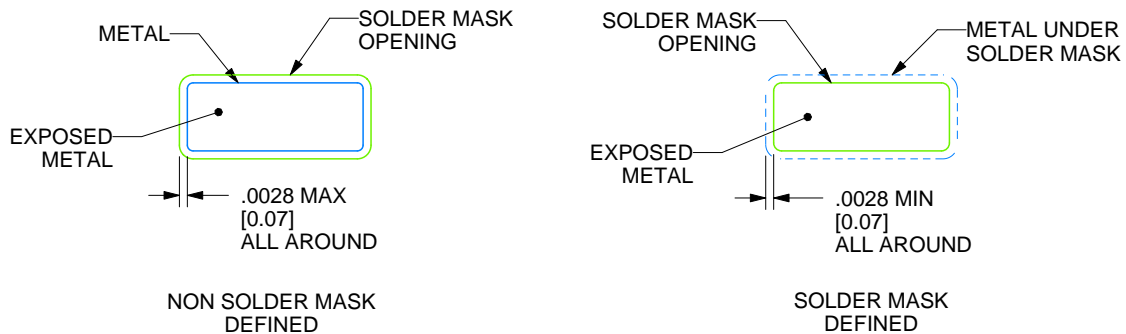 METAL
SOLDER MASK
OPENING
EXPOSED
METAL
.0028 MAX
[0.07]
ALL AROUND
NON SOLDER MASK
DEFINED
SOLDER MASK
OPENING
METAL UNDER
SOLDER MASK
EXPOSED
METAL
.0028 MIN
[0.07]
ALL AROUND
SOLDER MASK
DEFINED